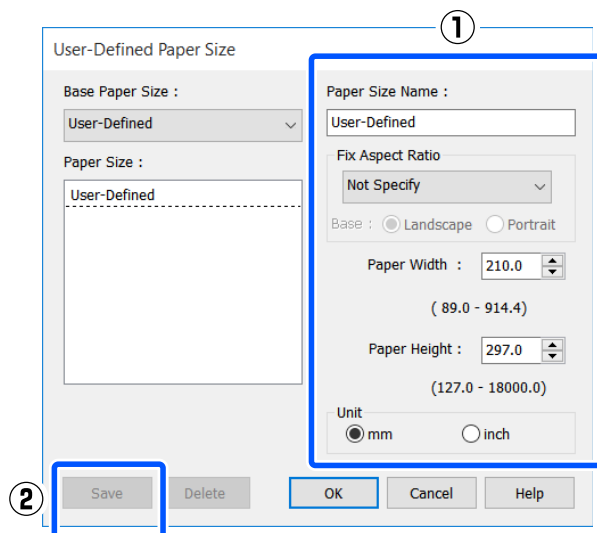 ①
User-Defined Paper Size
Base Paper Size :
User-Defined
Paper Size :
User-Defined
Paper Size Name :
User-Defined
Fix Aspect Ratio
Not Specify
Base : Landscape Portrait
Paper Width : 210.0
( 89.0 - 914.4)
Paper Height : 297.0
(127.0 - 18000.0)
Unit
mm inch
② Save Delete OK Cancel Help